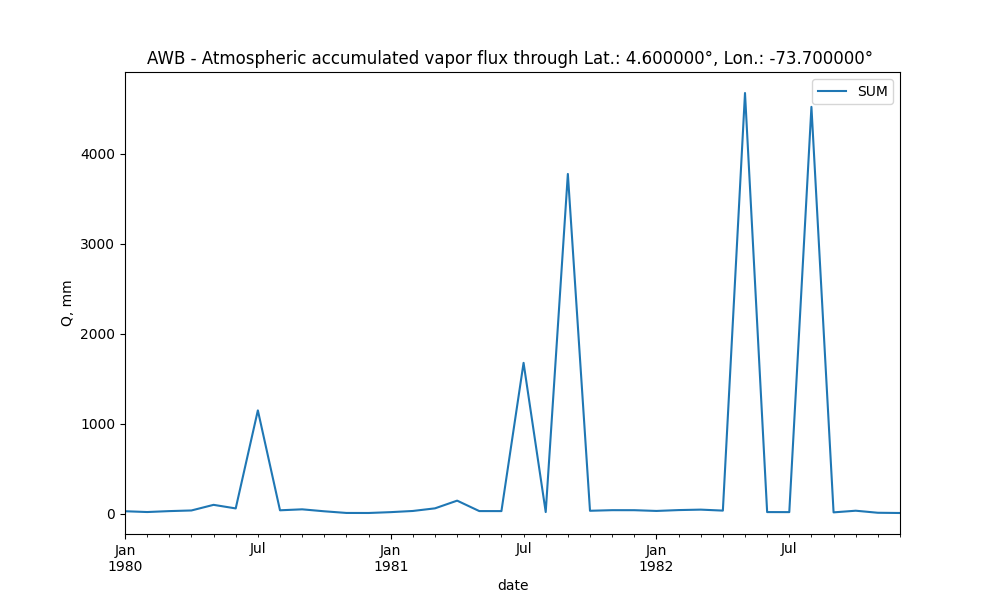 AWB - Atmospheric accumulated vapor flux through Lat.: 4.600000°, Lon.: -73.700000°
SUM
4000
3000
2000
1000
0
Q, mm
Jan Jul Jan Jul Jan Jul
1980 1981 1982
date